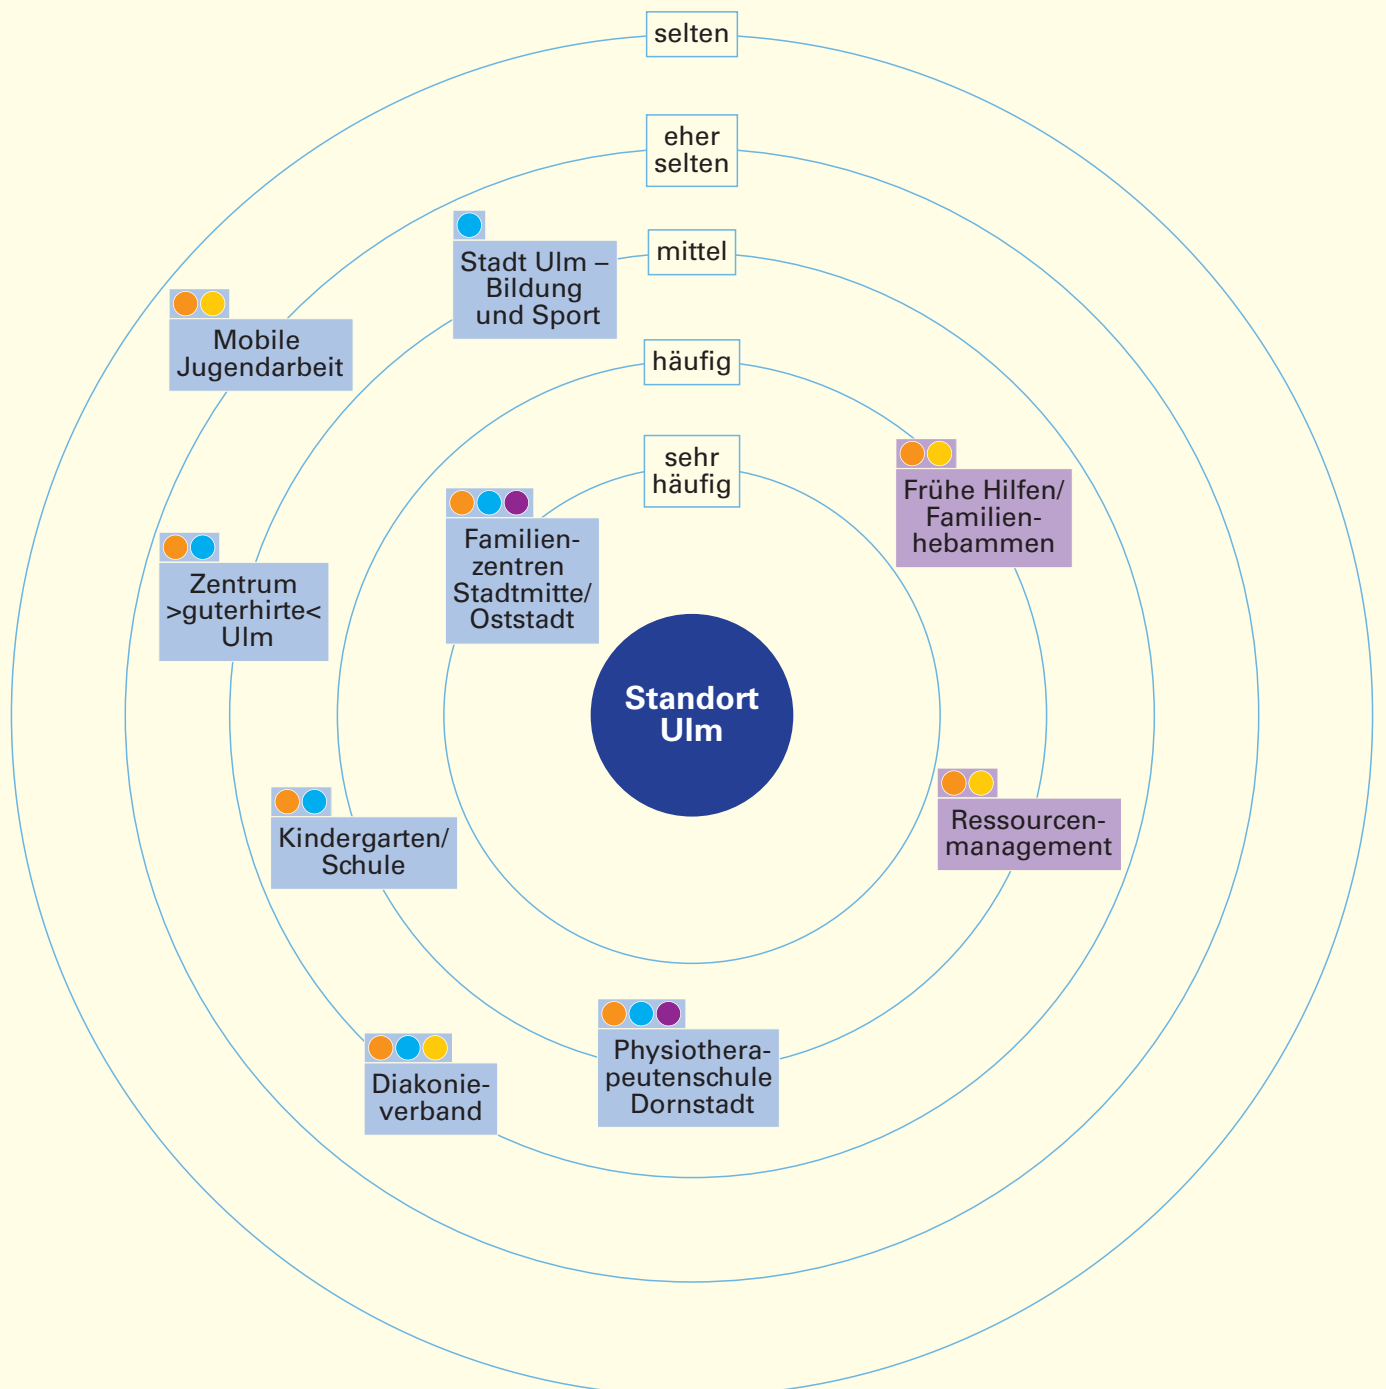 selten
eher
selten
mittel
Stadt Ulm –
Bildung
und Sport
Mobile
Jugendarbeit
häufig
sehr
häufig
Frühe Hilfen/
Familien-
hebammen
Familien-
zentren
Stadtmitte/
Oststadt
Zentrum
>guterhirte<
Ulm
Standort
Ulm
Kindergarten/
Schule
Ressourcen-
management
Physiothera-
peutenschule
Dornstadt
Diakonie-
verband